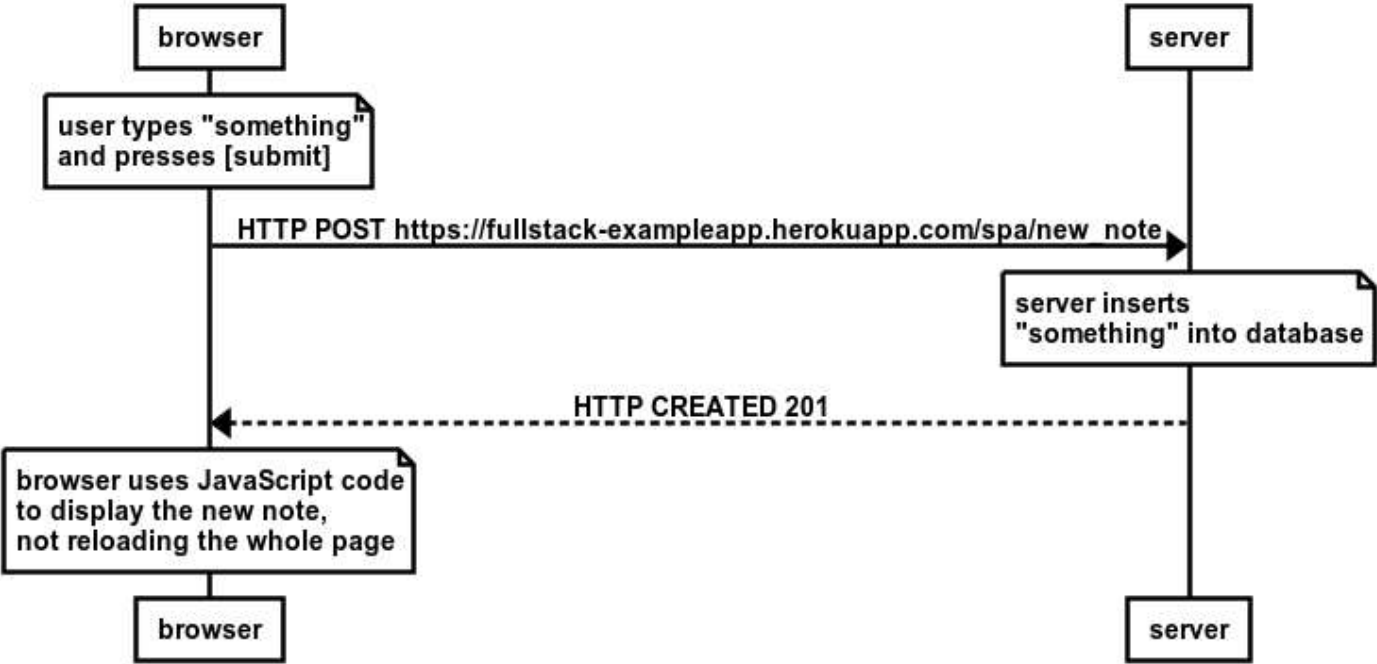 browser
server
user types "something"
and presses [submit]
HTTP POST https://fullstack-exampleapp.herokuapp.com/spa/new_note
server inserts
"something" into database
HTTP CREATED 201
browser uses JavaScript code
to display the new note,
not reloading the whole page
browser
server